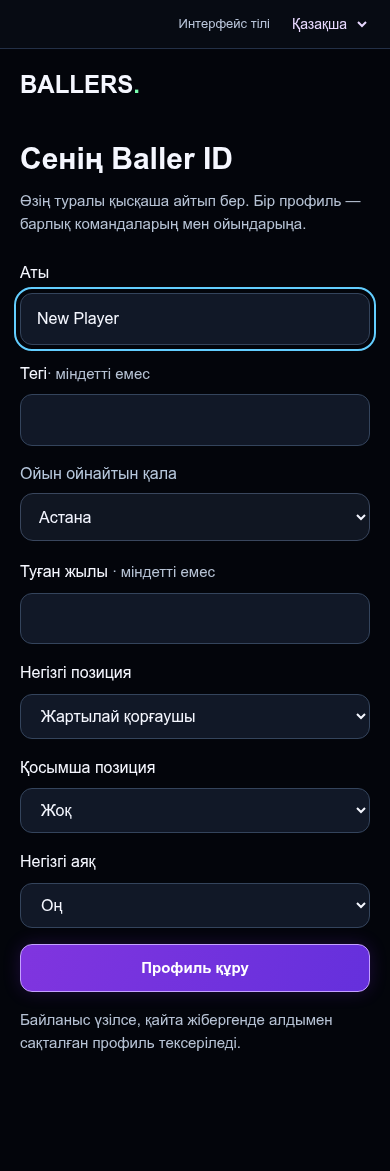 Интерфейс тілі Қазақша
BALLERS.
Сенің Baller ID
Өзің туралы қысқаша айтып бер. Бір профиль —
барлық командаларың мен ойындарыңа.
Аты
New Player
Тегі· міндетті емес
Ойын ойнайтын қала
Астана
Туған жылы · міндетті емес
Негізгі позиция
Жартылай қорғаушы
Қосымша позиция
Жоқ
Негізгі аяқ
Оң
Профиль құру
Байланыс үзілсе, қайта жібергенде алдымен
сақталған профиль тексеріледі.